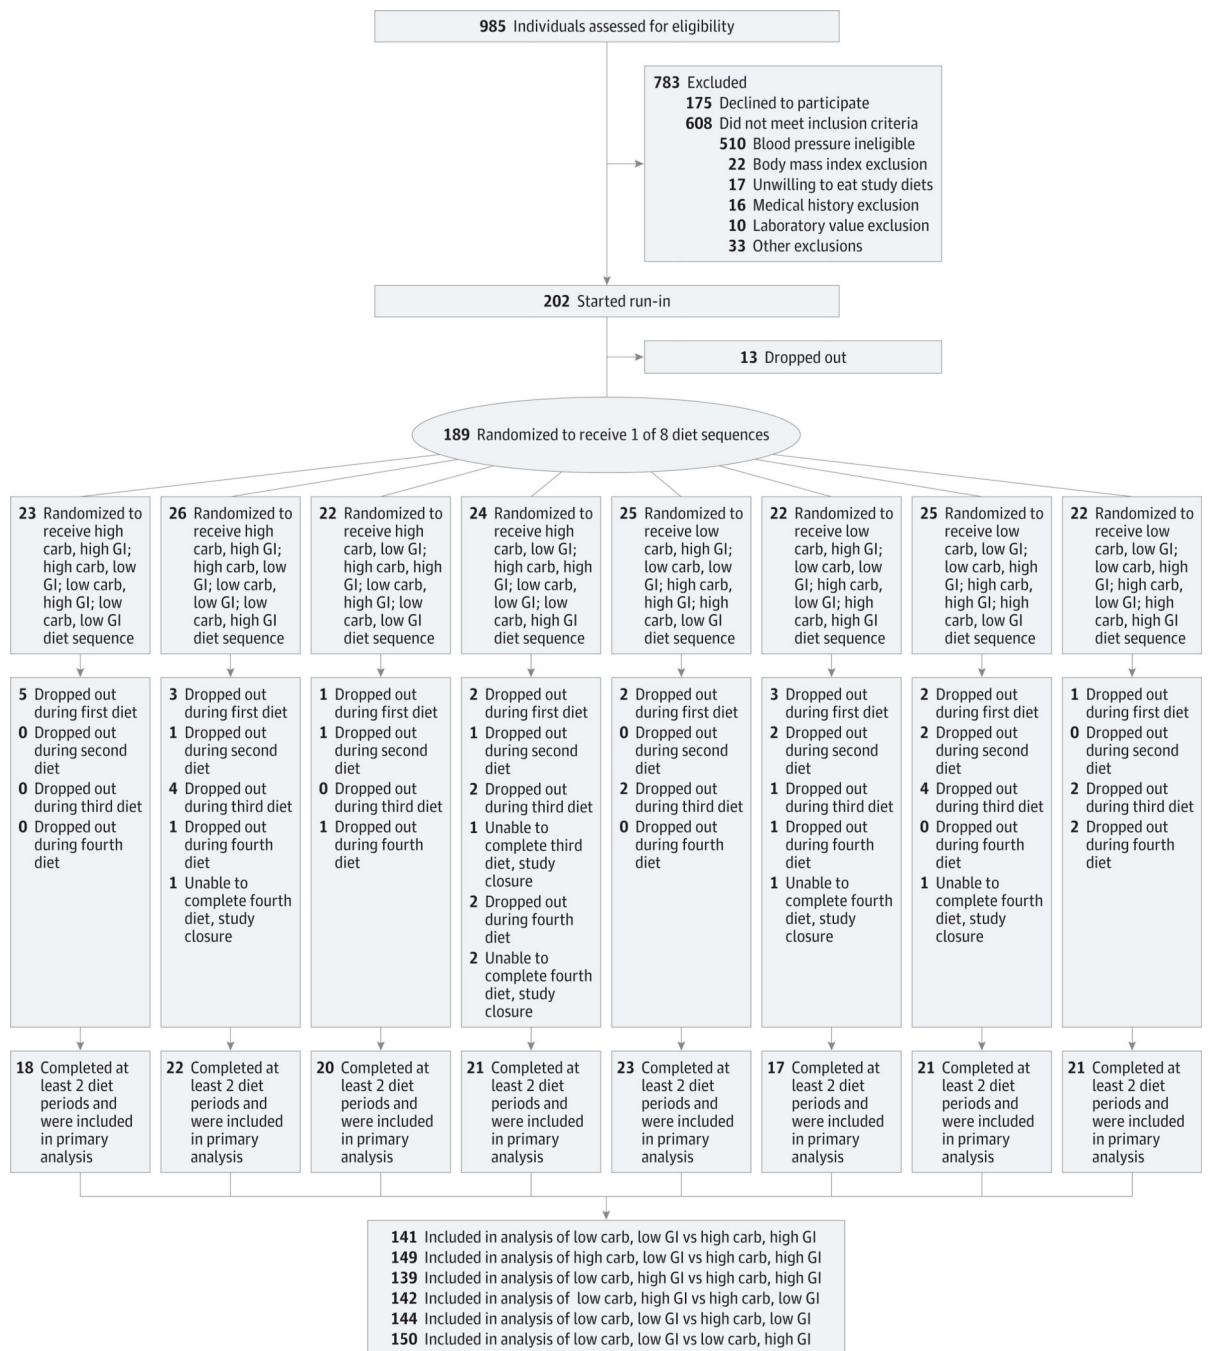 985 Individuals assessed for eligibility
783 Excluded
175 Declined to participate
608 Did not meet inclusion criteria
510 Blood pressure ineligible
22 Body mass index exclusion
17 Unwilling to eat study diets
16 Medical history exclusion
10 Laboratory value exclusion
33 Other exclusions
202 Started run-in
13 Dropped out
189 Randomized to receive 1 of 8 diet sequences
23 Randomized to
receive high
carb, high GI;
high carb, low
GI; low carb,
high GI; low
carb, low GI
diet sequence
26 Randomized to
receive high
carb, high GI;
high carb, low
GI; low carb,
low GI; low
carb, high GI
diet sequence
22 Randomized to
receive high
carb, low GI;
high carb, high
GI; low carb,
high GI; low
carb, low GI
diet sequence
24 Randomized to
receive high
carb, low GI;
high carb, high
GI; low carb,
low GI; low
carb, high GI
diet sequence
25 Randomized to
receive low
carb, high GI;
low carb, low
GI; high carb,
high GI; high
carb, low GI
diet sequence
22 Randomized to
receive low
carb, high GI;
low carb, low
GI; high carb,
low GI; high
carb, high GI
diet sequence
25 Randomized to
receive low
carb, low GI;
low carb, high
GI; high carb,
high GI; high
carb, low GI
diet sequence
22 Randomized to
receive low
carb, low GI;
low carb, high
GI; high carb,
low GI; high
carb, high GI
diet sequence
5 Dropped out
during first diet
0 Dropped out
during second
diet
0 Dropped out
during third diet
0 Dropped out
during fourth
diet
3 Dropped out
during first diet
1 Dropped out
during second
diet
4 Dropped out
during third diet
1 Dropped out
during fourth
diet
1 Unable to
complete fourth
diet, study
closure
1 Dropped out
during first diet
1 Dropped out
during second
diet
0 Dropped out
during third diet
1 Dropped out
during fourth
diet
2 Dropped out
during first diet
1 Dropped out
during second
diet
2 Dropped out
during third diet
1 Unable to
complete third
diet, study
closure
2 Dropped out
during fourth
diet
2 Unable to
complete fourth
diet, study
closure
2 Dropped out
during first diet
0 Dropped out
during second
diet
2 Dropped out
during third diet
0 Dropped out
during fourth
diet
3 Dropped out
during first diet
2 Dropped out
during second
diet
1 Dropped out
during third diet
1 Dropped out
during fourth
diet
1 Unable to
complete fourth
diet, study
closure
2 Dropped out
during first diet
2 Dropped out
during second
diet
4 Dropped out
during third diet
0 Dropped out
during fourth
diet
1 Unable to
complete fourth
diet, study
closure
1 Dropped out
during first diet
0 Dropped out
during second
diet
2 Dropped out
during third diet
2 Dropped out
during fourth
diet
18 Completed at
least 2 diet
periods and
were included
in primary
analysis
22 Completed at
least 2 diet
periods and
were included
in primary
analysis
20 Completed at
least 2 diet
periods and
were included
in primary
analysis
21 Completed at
least 2 diet
periods and
were included
in primary
analysis
23 Completed at
least 2 diet
periods and
were included
in primary
analysis
17 Completed at
least 2 diet
periods and
were included
in primary
analysis
21 Completed at
least 2 diet
periods and
were included
in primary
analysis
21 Completed at
least 2 diet
periods and
were included
in primary
analysis
141 Included in analysis of low carb, low GI vs high carb, high GI
149 Included in analysis of high carb, low GI vs high carb, high GI
139 Included in analysis of low carb, high GI vs high carb, high GI
142 Included in analysis of low carb, high GI vs high carb, low GI
144 Included in analysis of low carb, low GI vs high carb, low GI
150 Included in analysis of low carb, low GI vs low carb, high GI